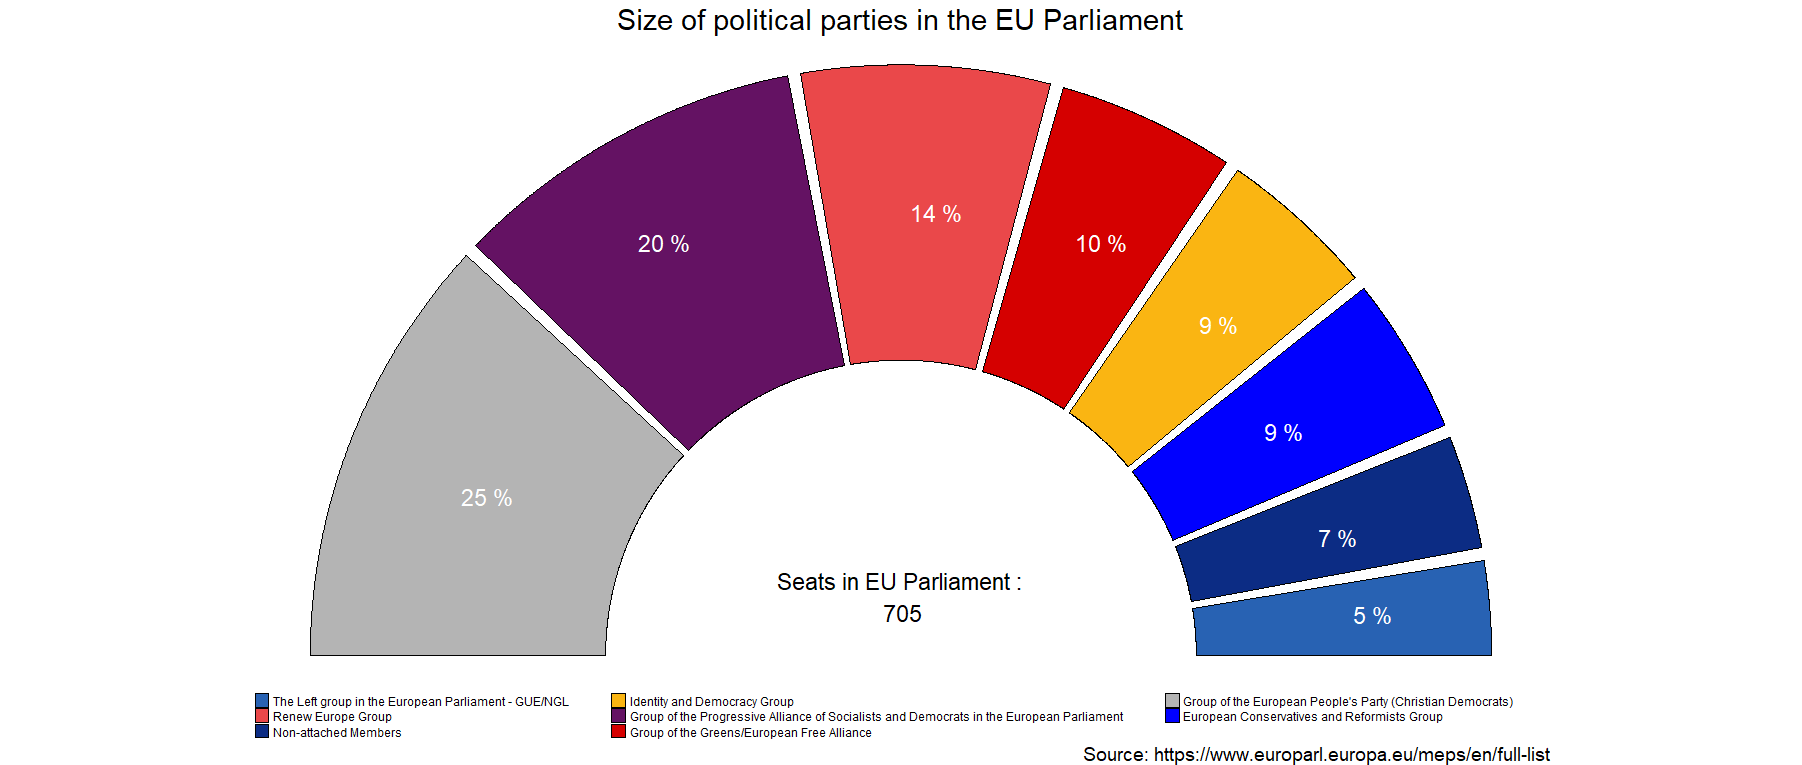 Size of political parties in the EU Parliament
14 %
20 %
10 %
9 %
9 %
25 %
7 %
Seats in EU Parliament :
705
5 %
The Left group in the European Parliament - GUE/NGL
Renew Europe Group
Non-attached Members
Identity and Democracy Group
Group of the Progressive Alliance of Socialists and Democrats in the European Parliament
Group of the Greens/European Free Alliance
Group of the European People's Party (Christian Democrats)
European Conservatives and Reformists Group
Source: https://www.europarl.europa.eu/meps/en/full-list